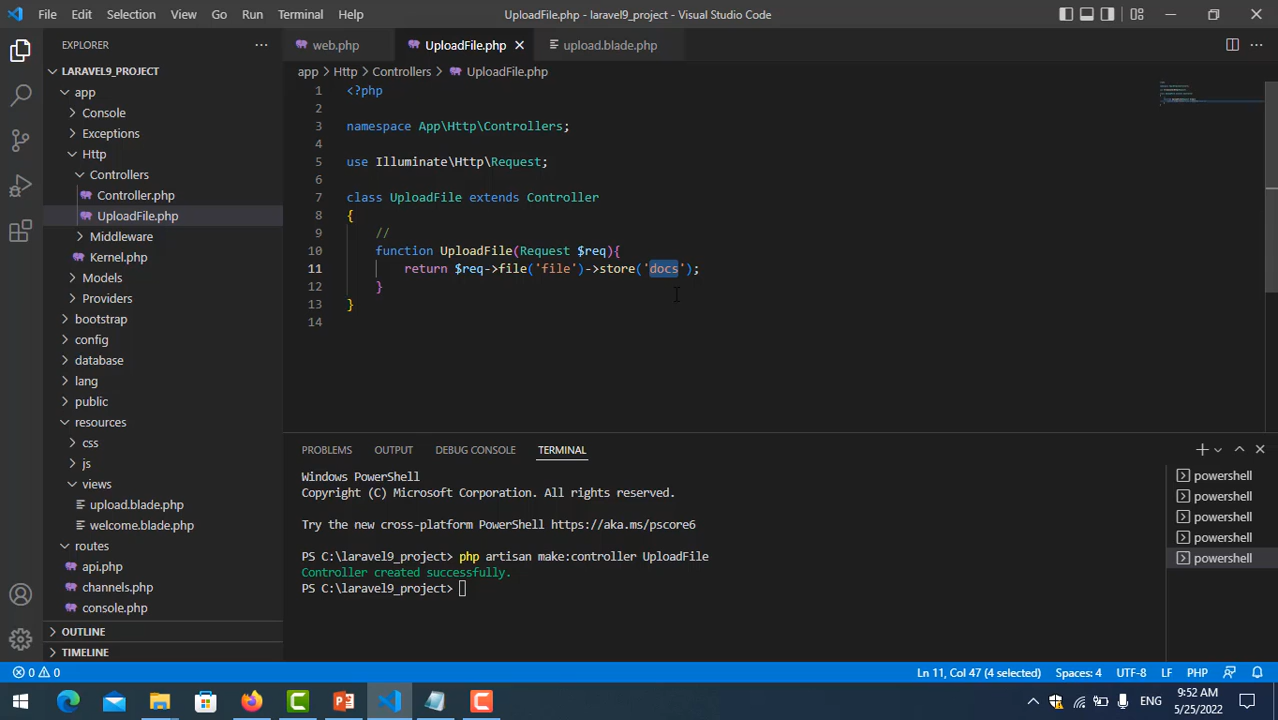 File Edit Selection View Go Run Terminal Help UploadFile.php - laravel9_project - Visual Studio Code
EXPLORER
LARAVEL9_PROJECT
app
Console
Exceptions
Http
Controllers
Controller.php
UploadFile.php
Middleware
Kernel.php
Models
Providers
bootstrap
config
database
lang
public
resources
css
js
views
upload.blade.php
welcome.blade.php
routes
api.php
channels.php
console.php
OUTLINE
TIMELINE
web.php UploadFile.php upload.blade.php
app > Http > Controllers > UploadFile.php
1 <?php
2
3 namespace App\Http\Controllers;
4
5 use Illuminate\Http\Request;
6
7 class UploadFile extends Controller
8 {
9 //
10 function UploadFile(Request $req){
11 return $req->file('file')->store('docs');
12 }
13 }
14
PROBLEMS OUTPUT DEBUG CONSOLE TERMINAL
Windows PowerShell
Copyright (C) Microsoft Corporation. All rights reserved.
Try the new cross-platform PowerShell https://aka.ms/pscore6
PS C:\laravel9_project> php artisan make:controller UploadFile
Controller created successfully.
PS C:\laravel9_project>
powershell
powershell
powershell
powershell
powershell
0 0 Ln 11, Col 47 (4 selected) Spaces: 4 UTF-8 LF PHP
ENG 9:52 AM
5/25/2022